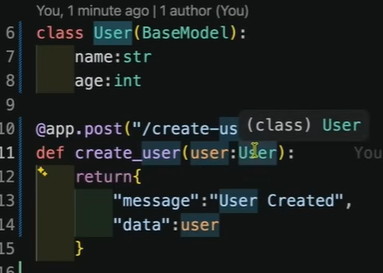 You, 1 minute ago | 1 author (You)
6 class User(BaseModel):
7     name:str
8     age:int
9
10 @app.post("/create-us
(class) User
11 def create_user(user:User): You
12     return{
13         "message":"User Created",
14         "data":user
15     }
16